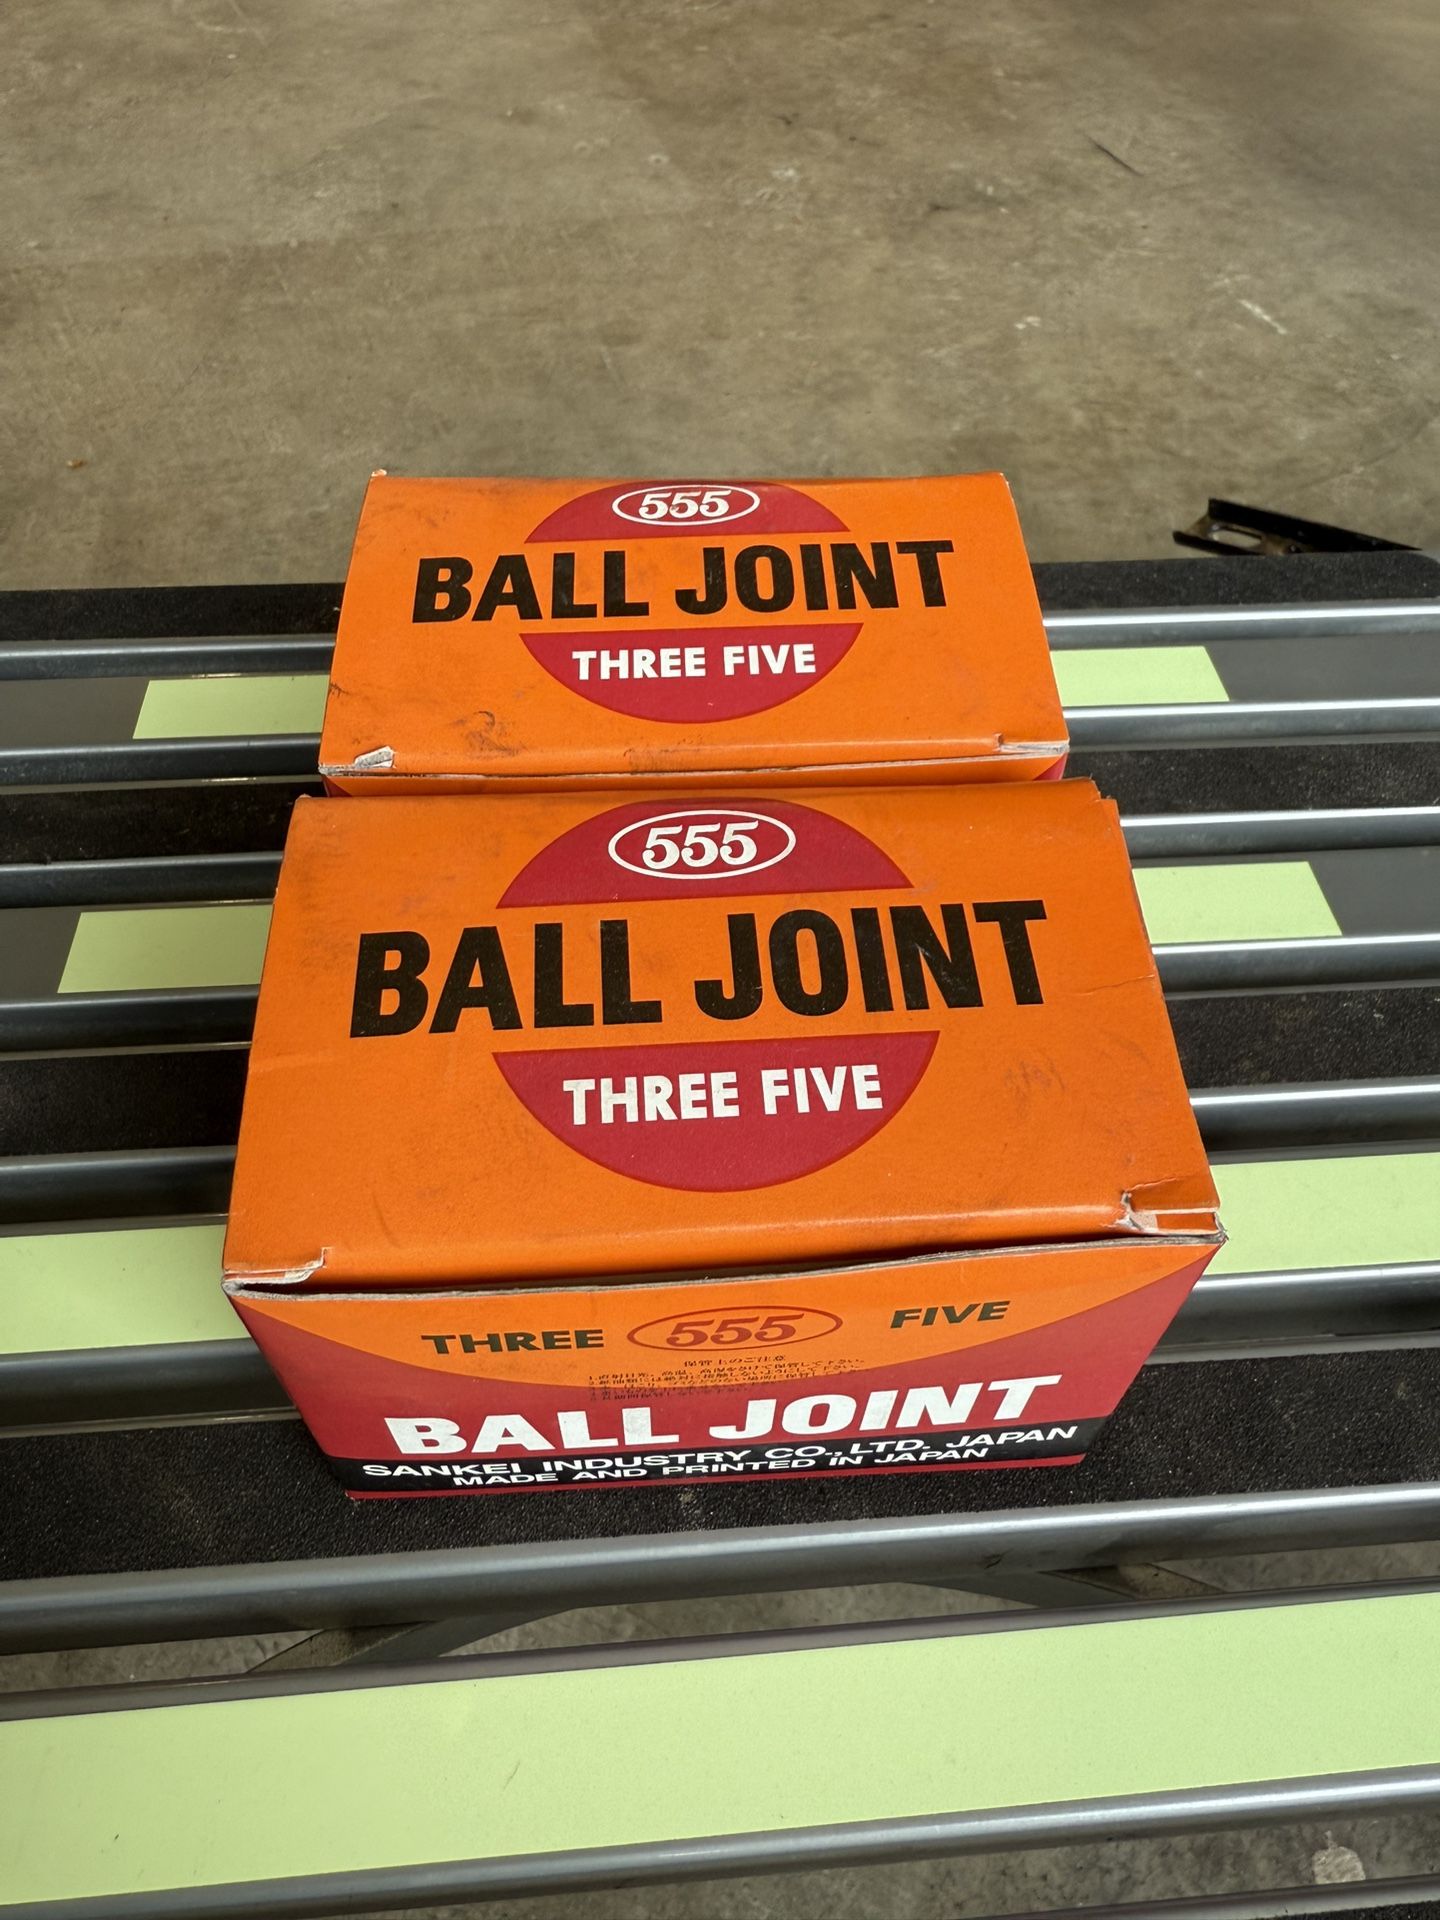 555
BALL JOINT
THREE FIVE
555
BALL JOINT
THREE FIVE
THREE 555 FIVE
保管上のご注意
BALL JOINT
SANKEI INDUSTRY CO., LTD. JAPAN
MADE AND PRINTED IN JAPAN